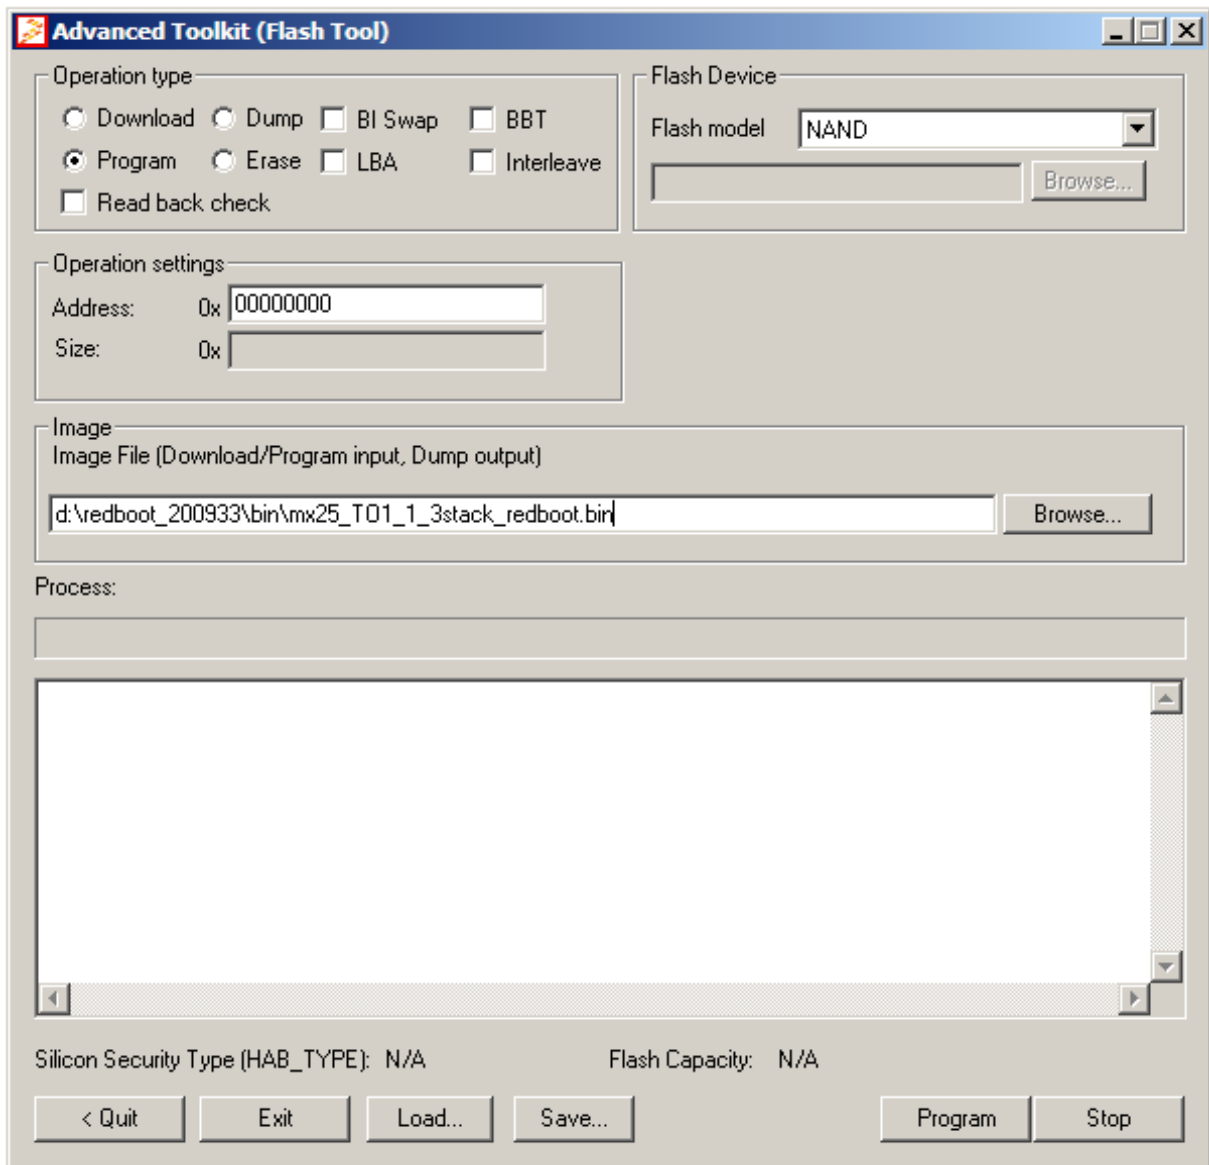 Advanced Toolkit (Flash Tool)
Operation type
Download Dump BI Swap BBT
Program Erase LBA Interleave
Read back check
Flash Device
Flash model NAND
Browse...
Operation settings
Address: 0x 00000000
Size: 0x
Image
Image File (Download/Program input, Dump output)
d:\redboot_200933\bin\mx25_TO1_1_3stack_redboot.bin Browse...
Process:
Silicon Security Type (HAB_TYPE): N/A Flash Capacity: N/A
< Quit Exit Load... Save... Program Stop